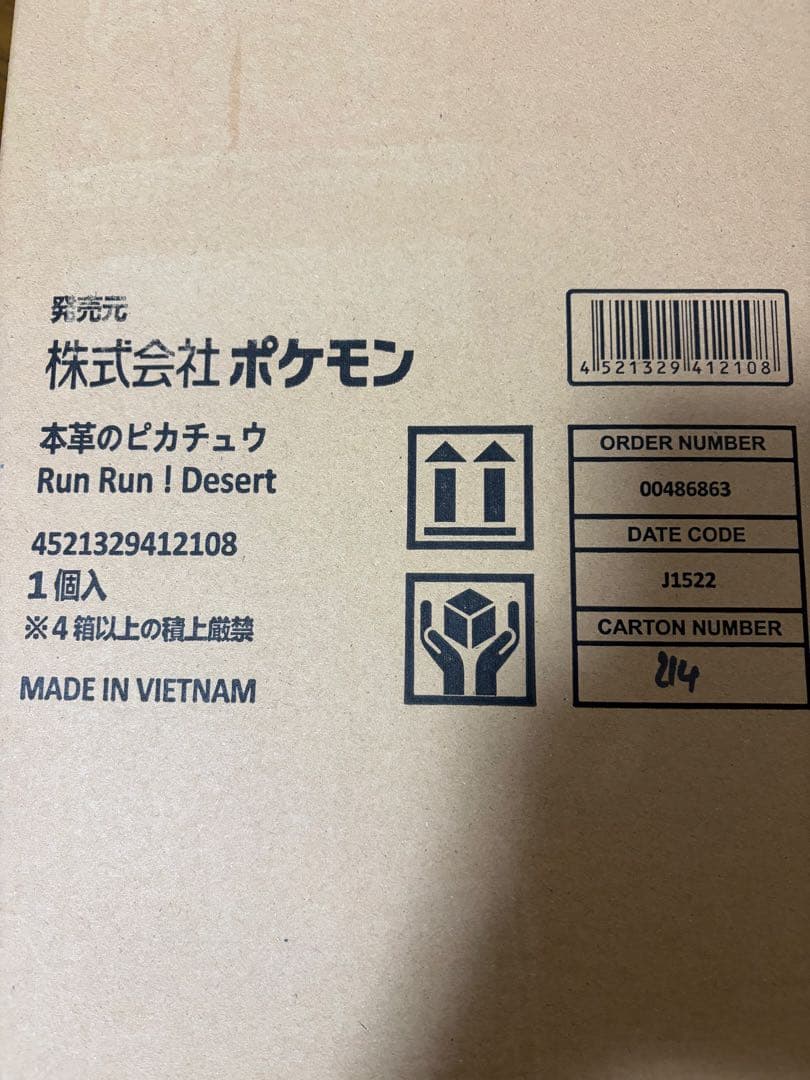 発売元
株式会社 ポケモン
本革のピカチュウ
Run Run ! Desert
4521329412108
1個入
※4箱以上の積上厳禁
MADE IN VIETNAM
4 521329 412108
ORDER NUMBER
00486863
DATE CODE
J1522
CARTON NUMBER
214